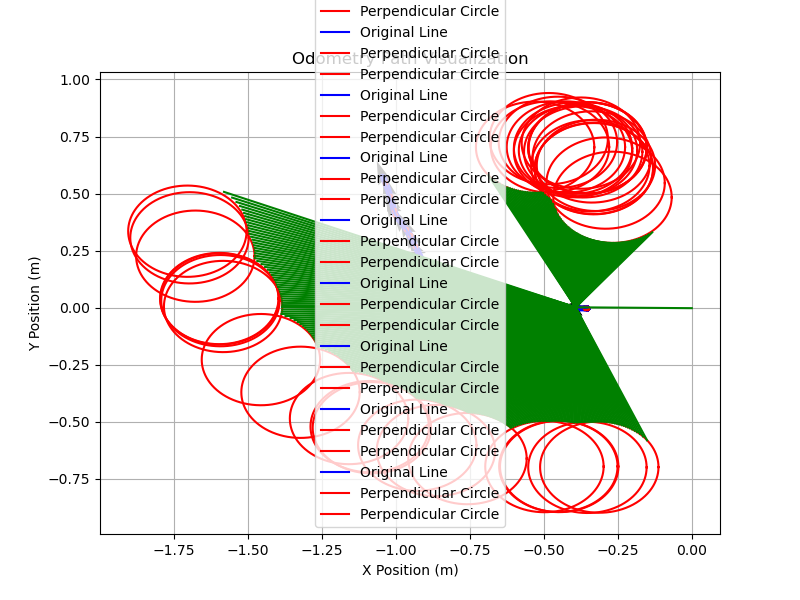 Odometry Path Visualization
Perpendicular Circle
Original Line
Perpendicular Circle
Perpendicular Circle
Original Line
Perpendicular Circle
Perpendicular Circle
Original Line
Perpendicular Circle
Perpendicular Circle
Original Line
Perpendicular Circle
Perpendicular Circle
Original Line
Perpendicular Circle
Perpendicular Circle
Original Line
Perpendicular Circle
Perpendicular Circle
Original Line
Perpendicular Circle
Perpendicular Circle
Original Line
Perpendicular Circle
Perpendicular Circle
Y Position (m)
1.00
0.75
0.50
0.25
0.00
−0.25
−0.50
−0.75
−1.75
−1.50
−1.25
−1.00
−0.75
−0.50
−0.25
0.00
X Position (m)